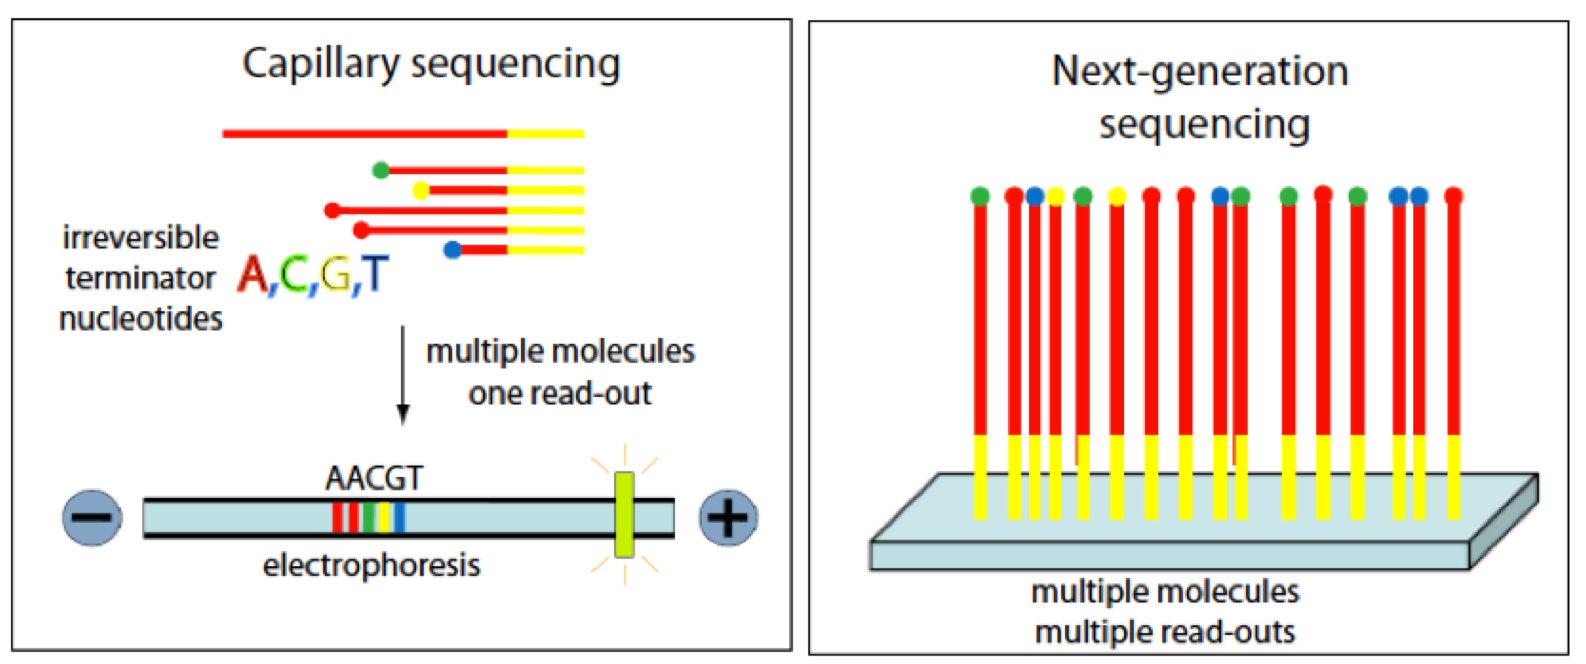 Capillary sequencing
irreversible
terminator
nucleotides
A,C,G,T
multiple molecules
one read-out
AACGT
electrophoresis
Next-generation
sequencing
multiple molecules
multiple read-outs